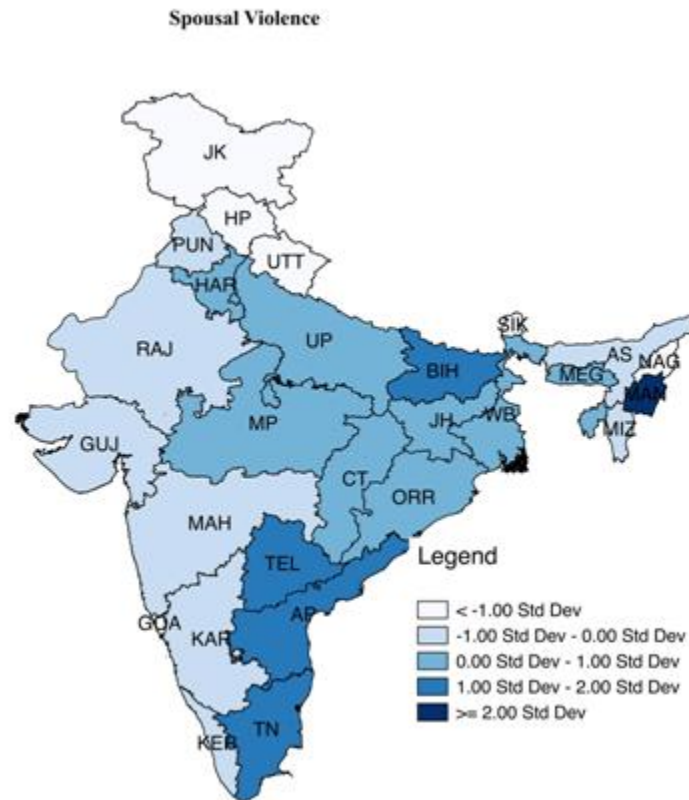 Spousal Violence
JK
HP
PUN
UTT
HAR
RAJ
UP
SIK
AS
NAG
BIH
MEG
MAN
MP
JH
WB
MIZ
GUJ
CT
ORR
MAH
TEL
Legend
< -1.00 Std Dev
-1.00 Std Dev - 0.00 Std Dev
0.00 Std Dev - 1.00 Std Dev
1.00 Std Dev - 2.00 Std Dev
>= 2.00 Std Dev
GOA
KAR
AP
KER
TN